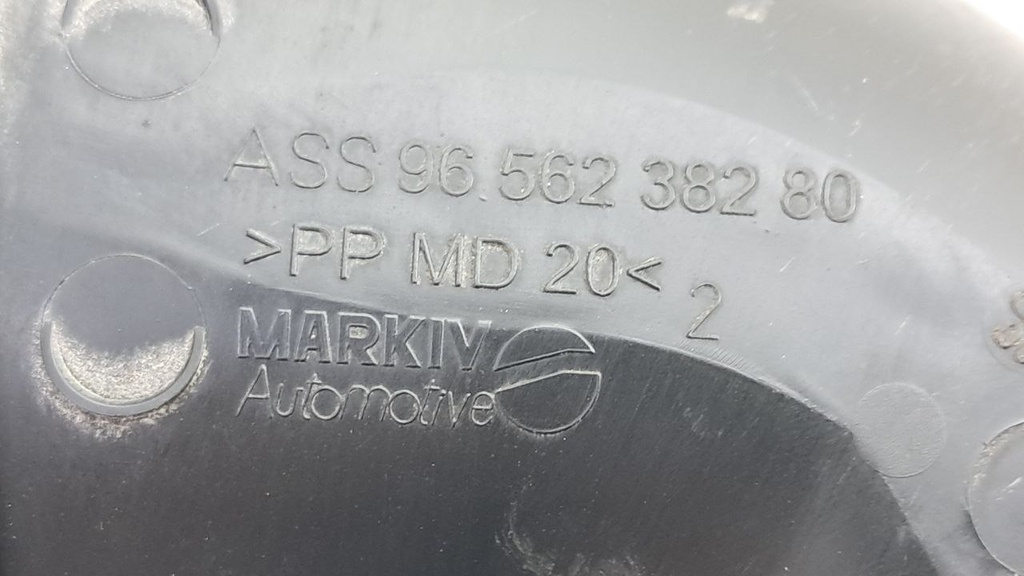 ASS 96 562 382 80
>PP MD 20<
2
MARKIV
Automotive